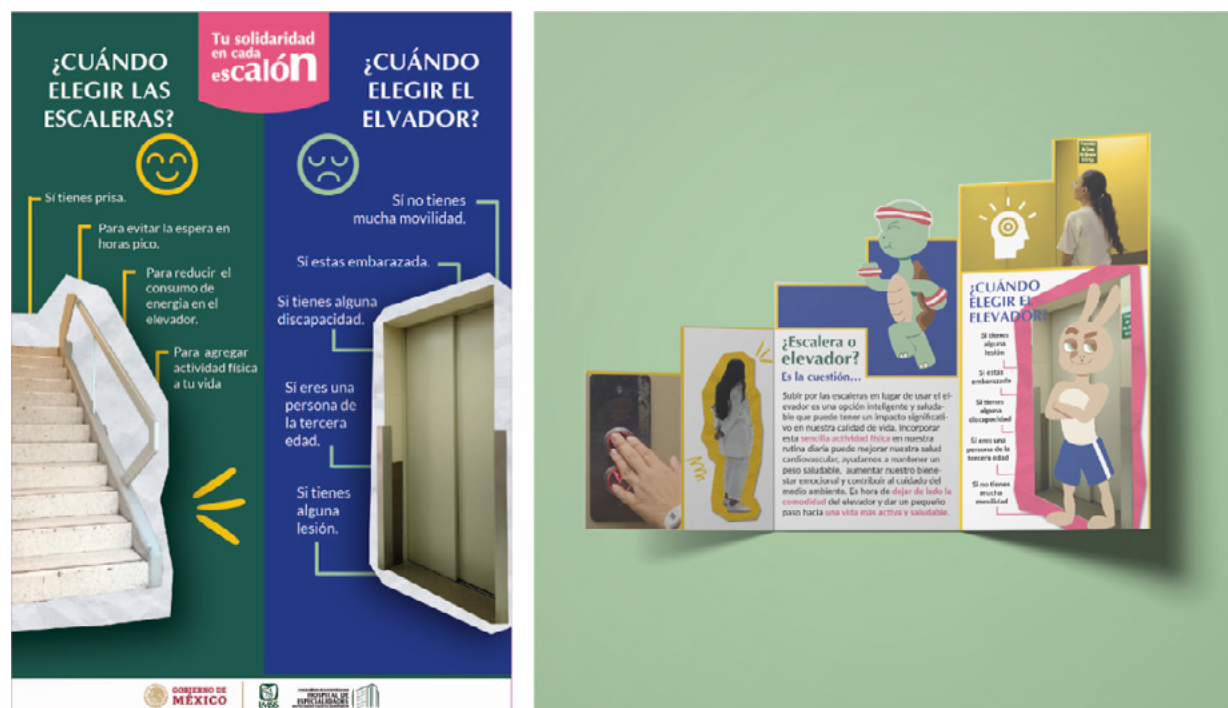 Tu solidaridad
en cada
escalón
¿CUÁNDO
ELEGIR LAS
ESCALERAS?
Sí tienes prisa.
Para evitar la espera en
horas pico.
Para reducir el
consumo de
energía en el
elevador.
Para agregar
actividad física
a tu vida
¿CUÁNDO
ELEGIR EL
ELVADOR?
Sí no tienes
mucha movilidad.
Sí estas embarazada.
Si tienes alguna
discapacidad.
Si eres una
persona de
la tercera
edad.
Si tienes
alguna
lesión.
GOBIERNO DE
MÉXICO
IMSS
HOSPITAL DE
ESPECIALIDADES
¿Escalera o
elevador?
Es la cuestión...
Subir por las escaleras en lugar de usar el el-
evador es una opción inteligente y saluda-
ble que puede tener un impacto significati-
vo en nuestra calidad de vida. Incorporar
esta sencilla actividad física en nuestra
rutina diaria puede mejorar nuestra salud
cardiovascular, ayudarnos a mantener un
peso saludable, aumentar nuestro biene-
star emocional y contribuir al cuidado del
medio ambiente. Es hora de dejar de lado la
comodidad del elevador y dar un pequeño
paso hacia una vida más activa y saludable.
¿CUÁNDO
ELEGIR EL
ELEVADOR?
Si tienes
alguna
lesión
Si estás
embarazada
Si tienes
alguna
discapacidad
Si eres una
persona de la
tercera edad
Si no tienes
mucha
movilidad